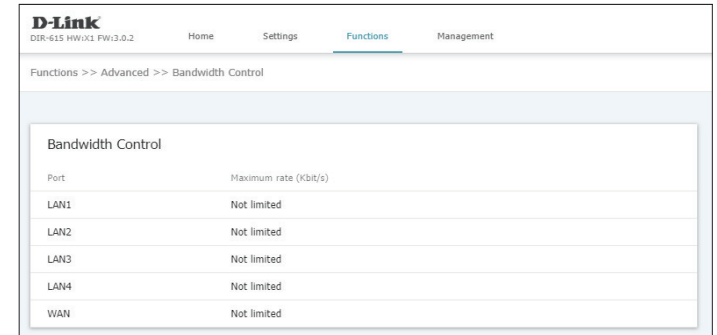 D-Link
DIR-615 HW:X1 FW:3.0.2 Home Settings Functions Management
Functions >> Advanced >> Bandwidth Control
Bandwidth Control
Port Maximum rate (Kbit/s)
LAN1 Not limited
LAN2 Not limited
LAN3 Not limited
LAN4 Not limited
WAN Not limited